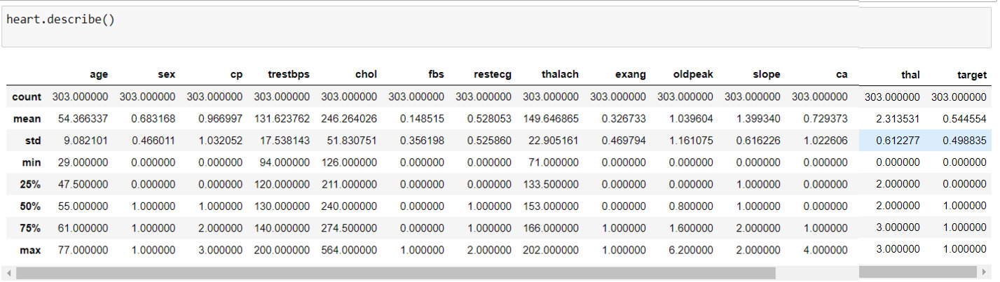 heart.describe()
age sex cp trestbps chol fbs restecg thalach exang oldpeak slope ca thal target
count 303.000000 303.000000 303.000000 303.000000 303.000000 303.000000 303.000000 303.000000 303.000000 303.000000 303.000000 303.000000 303.000000 303.000000
mean 54.366337 0.683168 0.966997 131.623762 246.264026 0.148515 0.528053 149.646865 0.326733 1.039604 1.399340 0.729373 2.313531 0.544554
std 9.082101 0.466011 1.032052 17.538143 51.830751 0.356198 0.525860 22.905161 0.469794 1.161075 0.616226 1.022606 0.612277 0.498835
min 29.000000 0.000000 0.000000 94.000000 126.000000 0.000000 0.000000 71.000000 0.000000 0.000000 0.000000 0.000000 0.000000 0.000000
25% 47.500000 0.000000 0.000000 120.000000 211.000000 0.000000 0.000000 133.500000 0.000000 0.000000 1.000000 0.000000 2.000000 0.000000
50% 55.000000 1.000000 1.000000 130.000000 240.000000 0.000000 1.000000 153.000000 0.000000 0.800000 1.000000 0.000000 2.000000 1.000000
75% 61.000000 1.000000 2.000000 140.000000 274.500000 0.000000 1.000000 166.000000 1.000000 1.600000 2.000000 1.000000 3.000000 1.000000
max 77.000000 1.000000 3.000000 200.000000 564.000000 1.000000 2.000000 202.000000 1.000000 6.200000 2.000000 4.000000 3.000000 1.000000